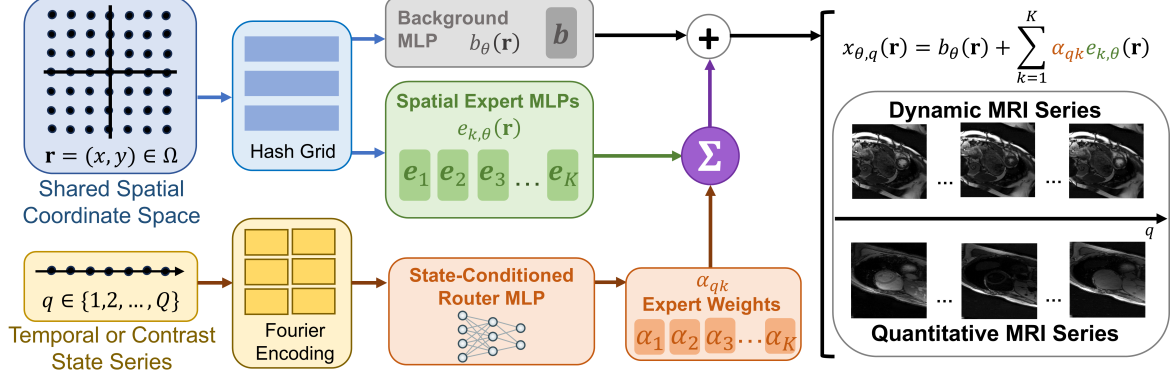 r = (x, y) ∈ Ω
Shared Spatial
Coordinate Space
Hash Grid
Background
MLP b_θ(r) b
Spatial Expert MLPs
e_{k,θ}(r)
e_1 e_2 e_3 … e_K
+
Σ
q ∈ {1,2, …, Q}
Temporal or Contrast
State Series
Fourier
Encoding
State-Conditioned
Router MLP
α_{qk}
Expert Weights
α_1 α_2 α_3 … α_K
x_{θ,q}(r) = b_θ(r) + ∑_{k=1}^{K} α_{qk} e_{k,θ}(r)
Dynamic MRI Series
... ...
q
... ...
Quantitative MRI Series